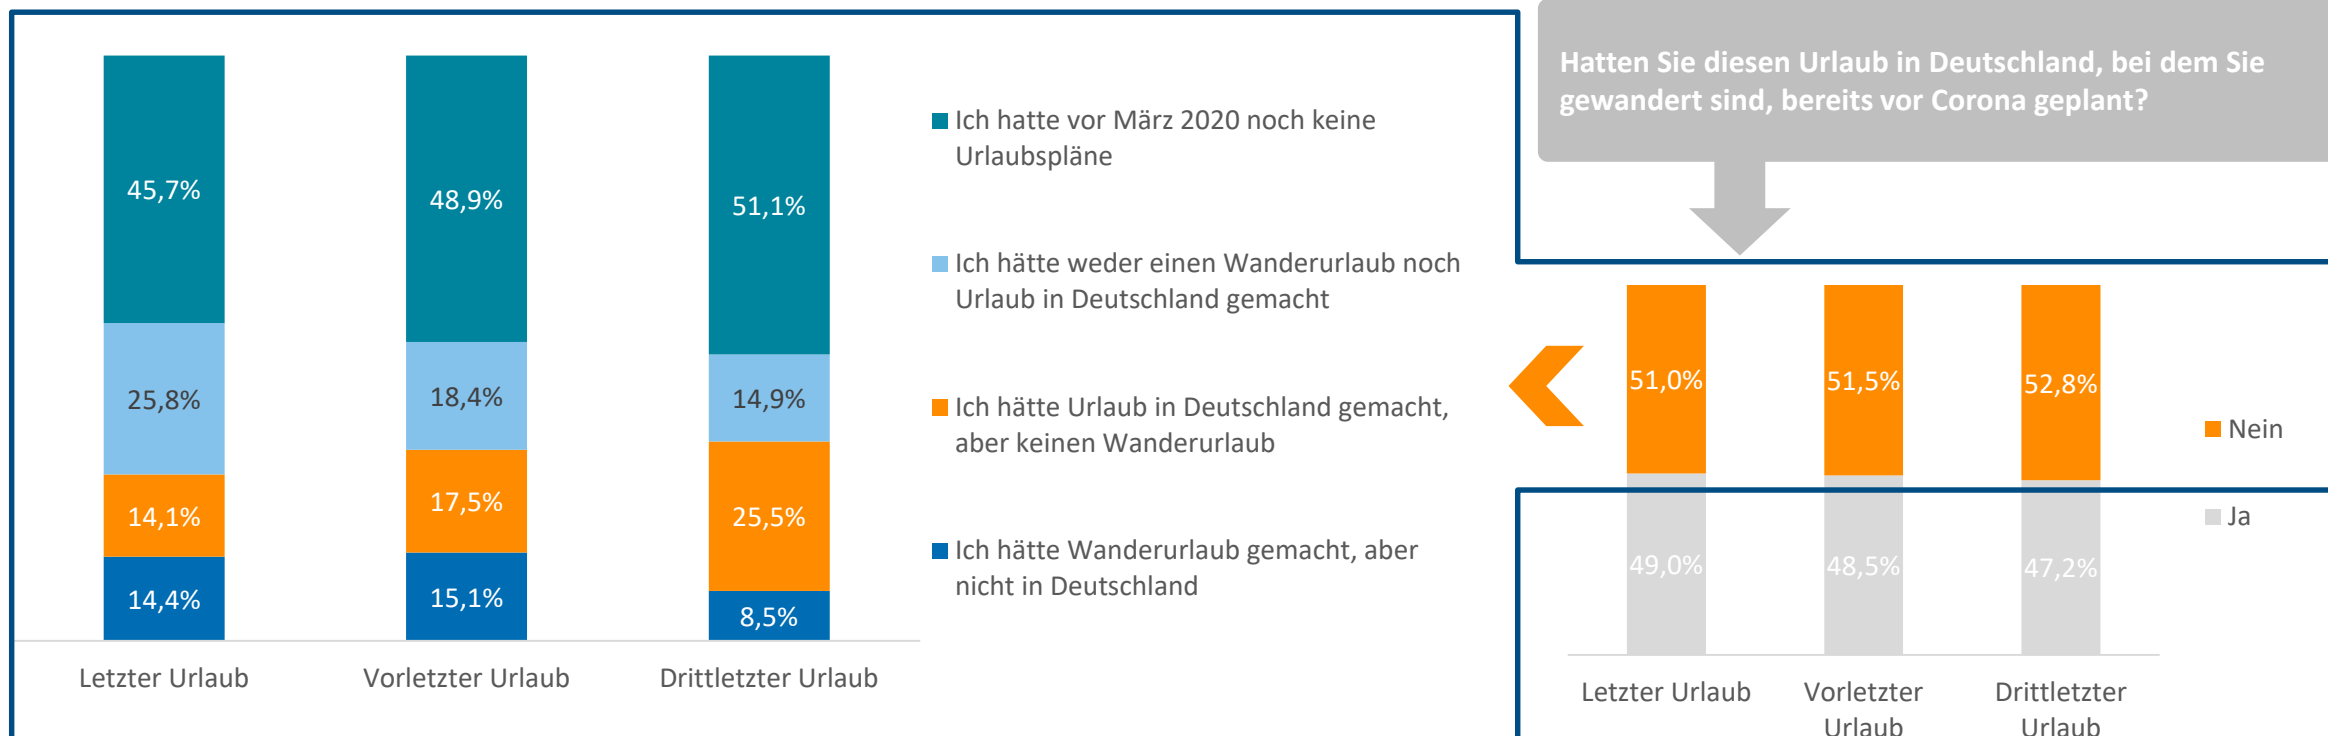 45,7%
48,9%
51,1%
25,8%
18,4%
14,9%
14,1%
17,5%
25,5%
14,4%
15,1%
8,5%
Letzter Urlaub
Vorletzter Urlaub
Drittletzter Urlaub
Ich hatte vor März 2020 noch keine
Urlaubspläne
Ich hätte weder einen Wanderurlaub noch
Urlaub in Deutschland gemacht
Ich hätte Urlaub in Deutschland gemacht,
aber keinen Wanderurlaub
Ich hätte Wanderurlaub gemacht, aber
nicht in Deutschland
Hatten Sie diesen Urlaub in Deutschland, bei dem Sie
gewandert sind, bereits vor Corona geplant?
51,0%
51,5%
52,8%
49,0%
48,5%
47,2%
Nein
Ja
Letzter Urlaub
Vorletzter
Urlaub
Drittletzter
Urlaub